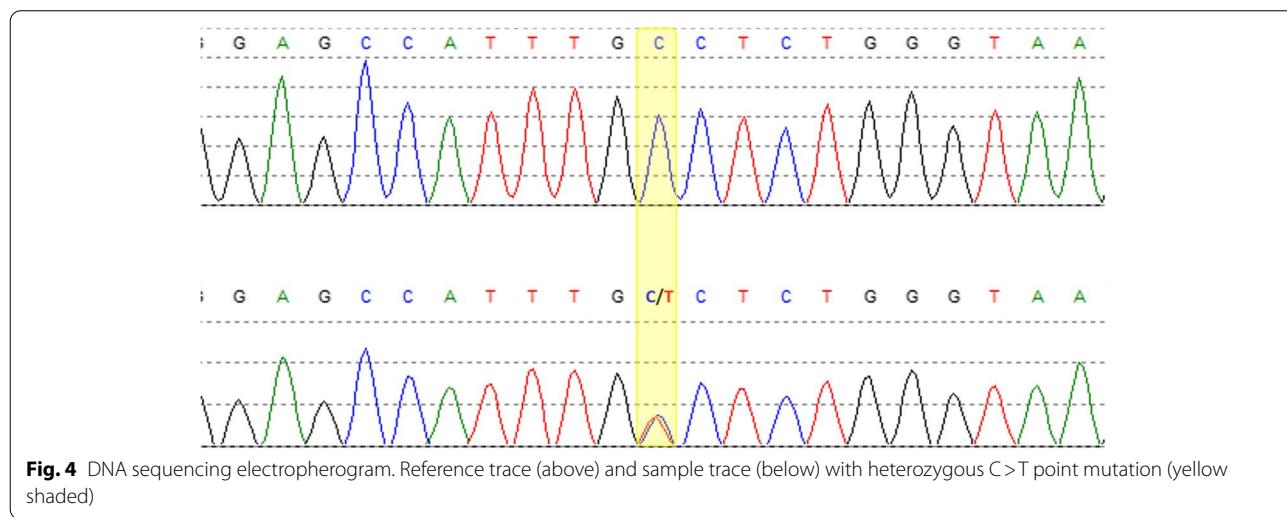 G A G C C A T T T G C C T C T G G G T A A
G A G C C A T T T G C/T C T C T G G G T A A
Fig. 4 DNA sequencing electropherogram. Reference trace (above) and sample trace (below) with heterozygous C>T point mutation (yellow
shaded)